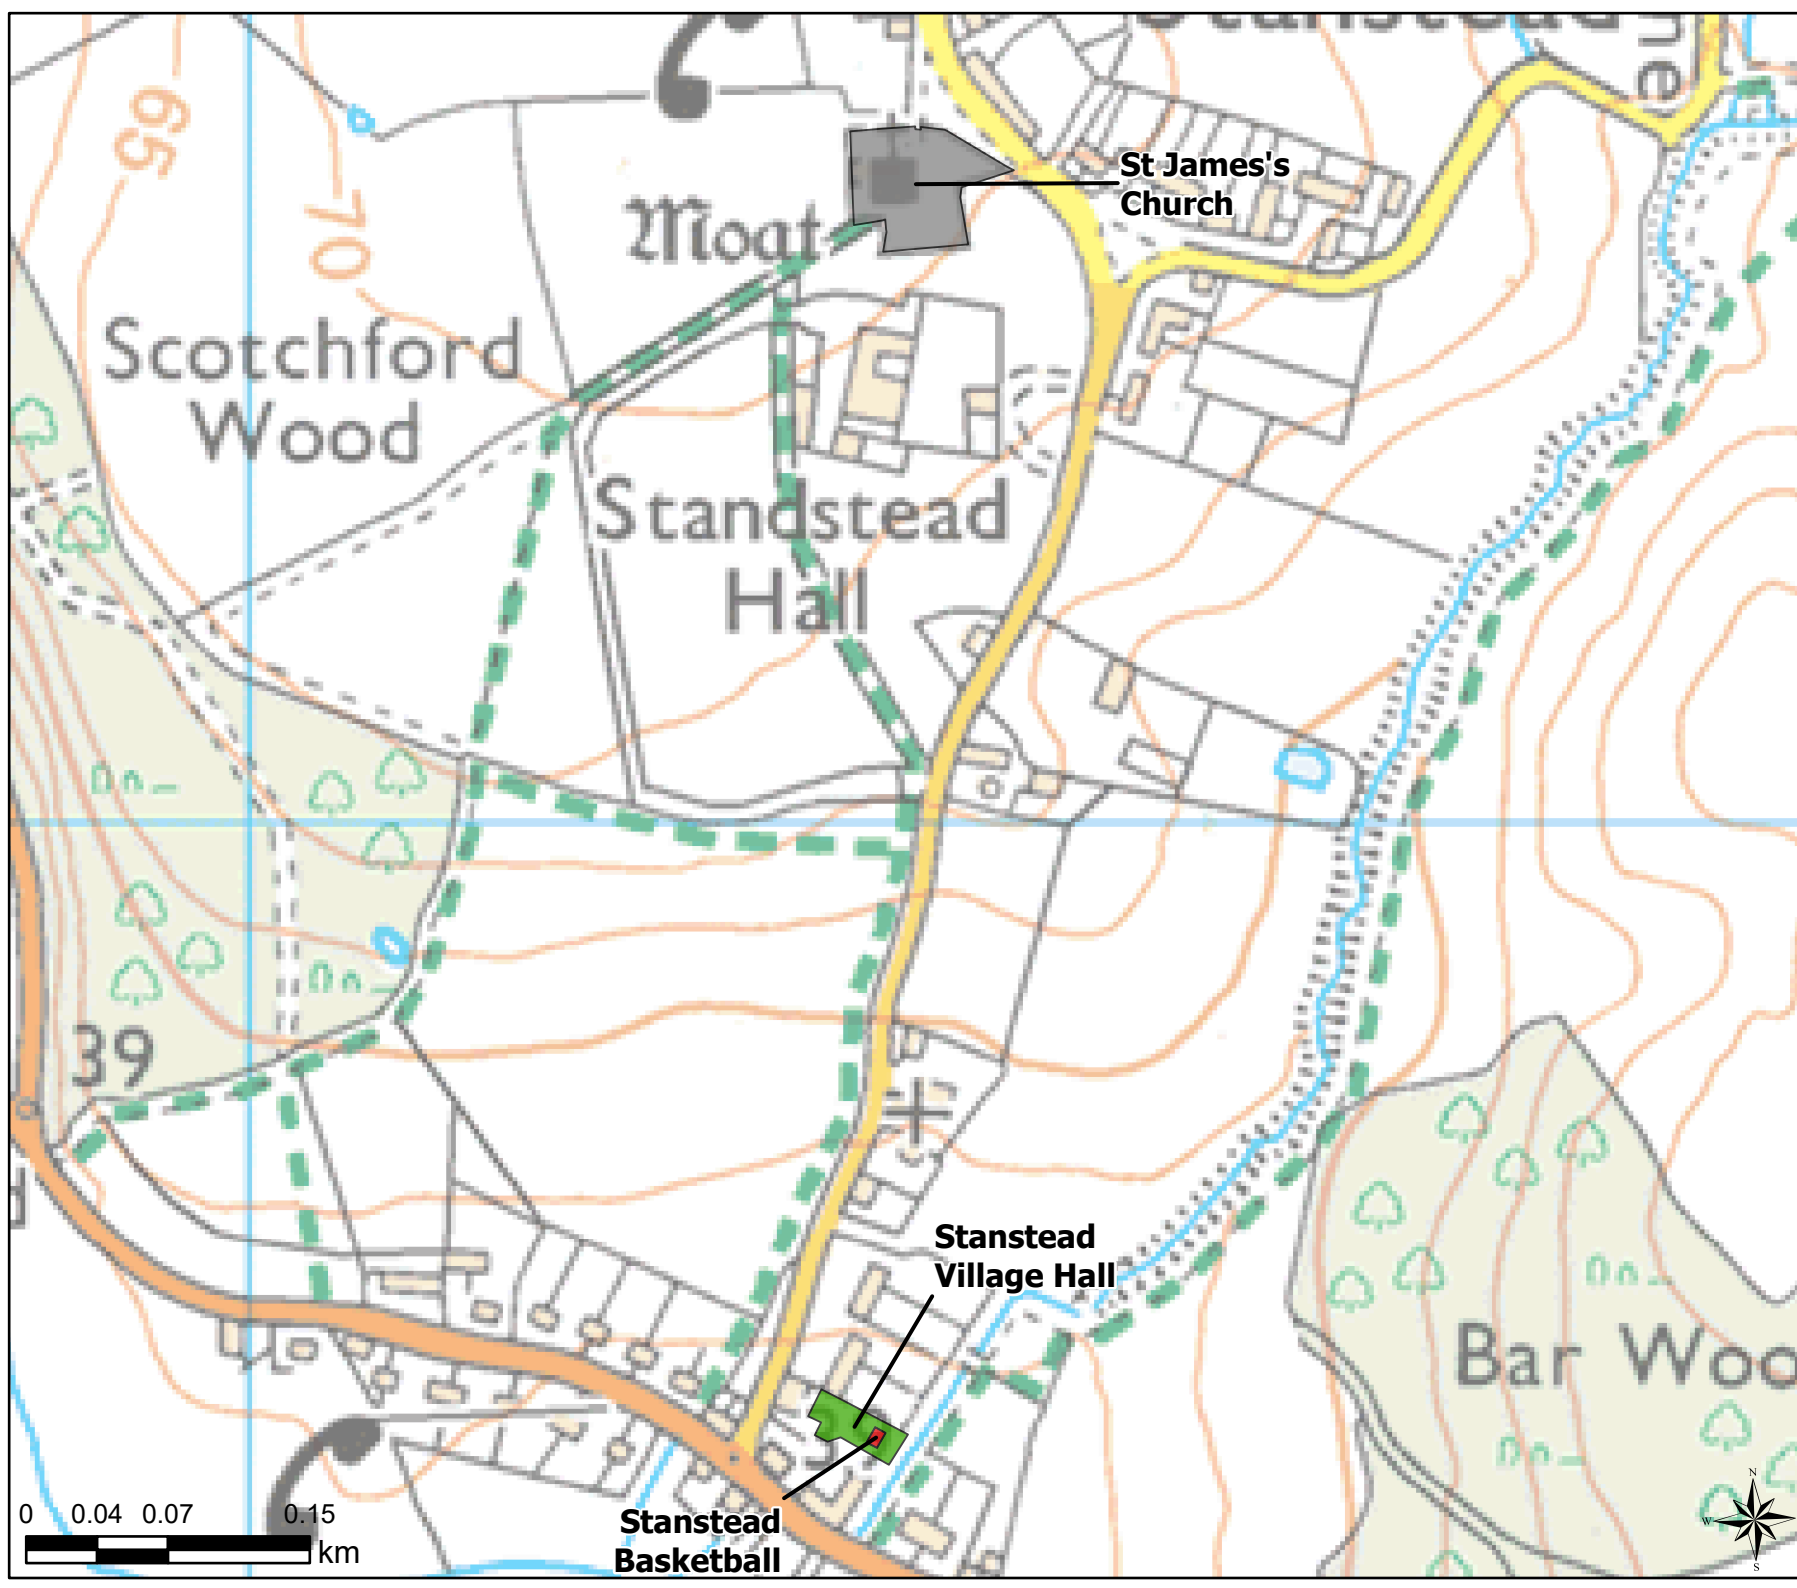 Stanstead
65
70
St James's
Church
Moat
Scotchford
Wood
Standstead
Hall
39
Stanstead
Village Hall
Bar Woo
Stanstead
Basketball
0 0.04 0.07 0.15
km
N
W
S